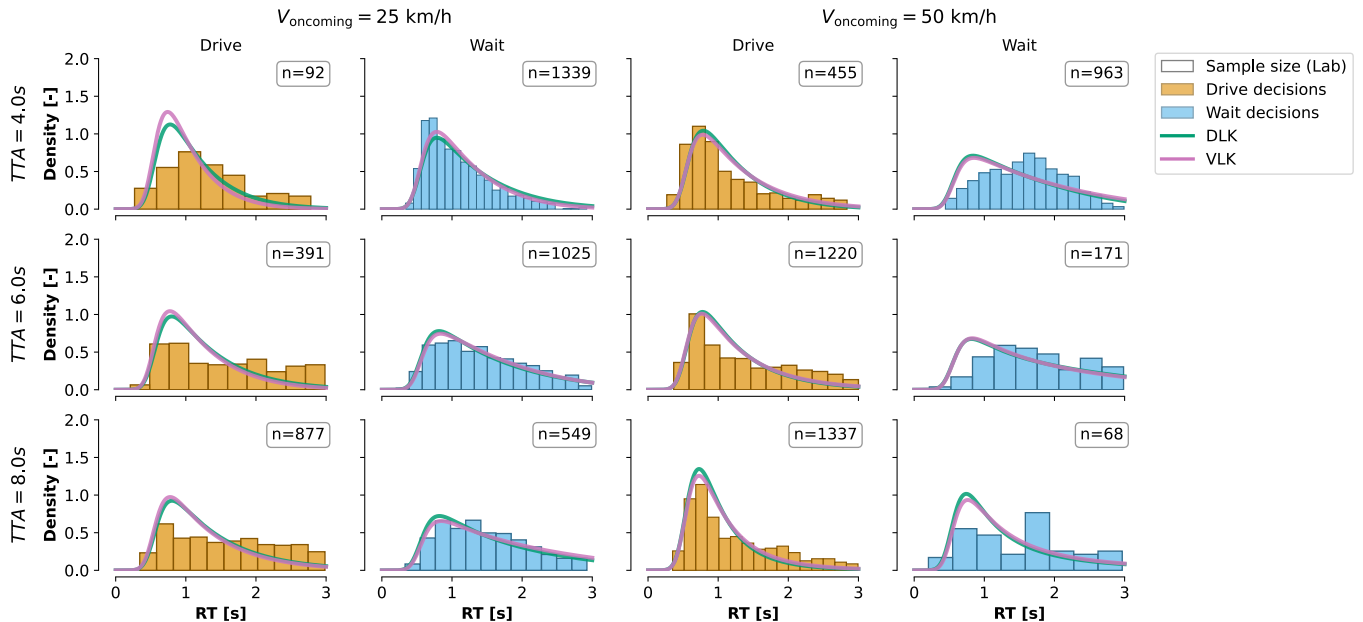 V_oncoming = 25 km/h
V_oncoming = 50 km/h
Drive
Wait
Drive
Wait
TTA = 4.0s
Density [-]
2.0
1.5
1.0
0.5
0.0
n=92
n=1339
n=455
n=963
Sample size (Lab)
Drive decisions
Wait decisions
DLK
VLK
TTA = 6.0s
Density [-]
2.0
1.5
1.0
0.5
0.0
n=391
n=1025
n=1220
n=171
TTA = 8.0s
Density [-]
2.0
1.5
1.0
0.5
0.0
n=877
n=549
n=1337
n=68
0 1 2 3
0 1 2 3
0 1 2 3
0 1 2 3
RT [s]
RT [s]
RT [s]
RT [s]